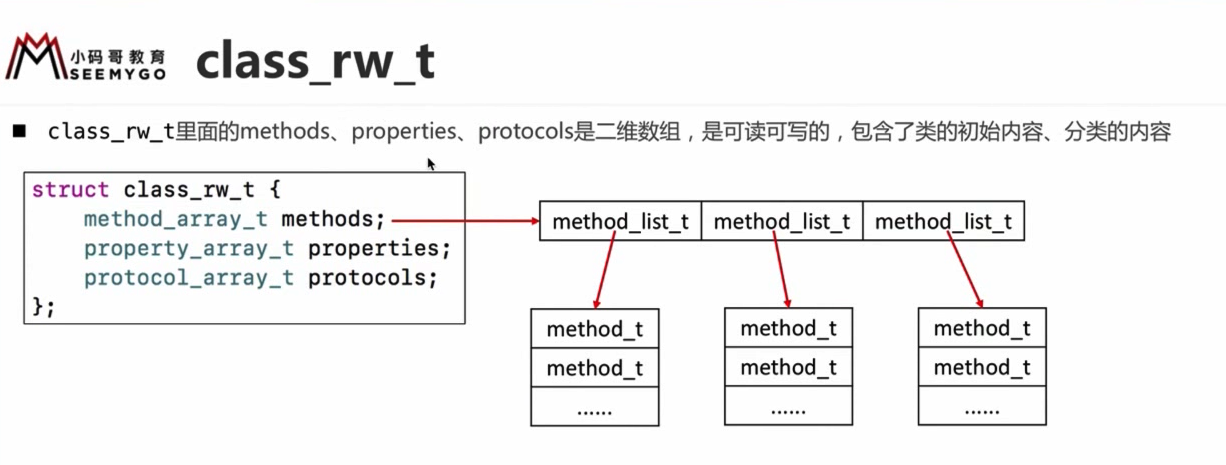 小码哥教育
SEEMYGO
class_rw_t
■ class_rw_t里面的methods、properties、protocols是二维数组，是可读可写的，包含了类的初始内容、分类的内容
struct class_rw_t {
method_array_t methods;
property_array_t properties;
protocol_array_t protocols;
};
method_list_t method_list_t method_list_t
method_t method_t method_t
method_t method_t method_t
...... ...... ......